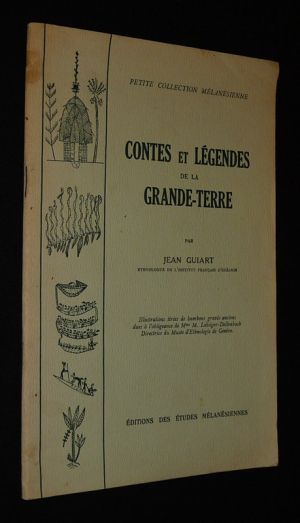 PETITE COLLECTION MÉLANÉSIENNE
CONTES ET LÉGENDES
DE LA
GRANDE-TERRE
PAR
JEAN GUIART
ETHNOLOGUE DE L'INSTITUT FRANÇAIS D'OCÉANIE
Illustrations tirées de bambous gravés anciens
dues à l'obligeance de Mme M. Lobsiger-Dellenbach
Directrice du Musée d'Ethnologie de Genève.
ÉDITIONS DES ÉTUDES MÉLANÉSIENNES